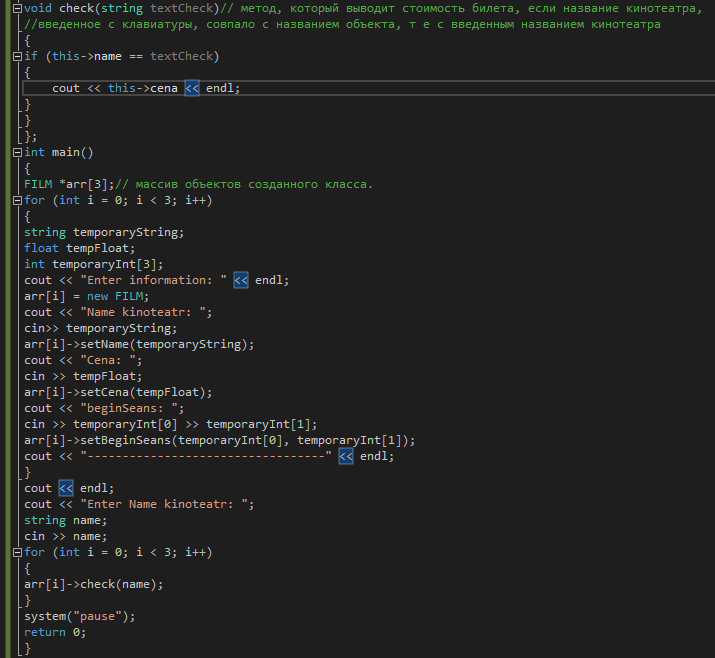 void check(string textCheck)// метод, который выводит стоимость билета, если название кинотеатра,
//введенное с клавиатуры, совпало с названием объекта, т е с введенным названием кинотеатра
{
if (this->name == textCheck)
{
cout << this->cena << endl;
}
}
};
int main()
{
FILM *arr[3];// массив объектов созданного класса.
for (int i = 0; i < 3; i++)
{
string temporaryString;
float tempFloat;
int temporaryInt[3];
cout << "Enter information: " << endl;
arr[i] = new FILM;
cout << "Name kinoteatr: ";
cin>> temporaryString;
arr[i]->setName(temporaryString);
cout << "Cena: ";
cin >> tempFloat;
arr[i]->setCena(tempFloat);
cout << "beginSeans: ";
cin >> temporaryInt[0] >> temporaryInt[1];
arr[i]->setBeginSeans(temporaryInt[0], temporaryInt[1]);
cout << "----------------------------------" << endl;
}
cout << endl;
cout << "Enter Name kinoteatr: ";
string name;
cin >> name;
for (int i = 0; i < 3; i++)
{
arr[i]->check(name);
}
system("pause");
return 0;
}